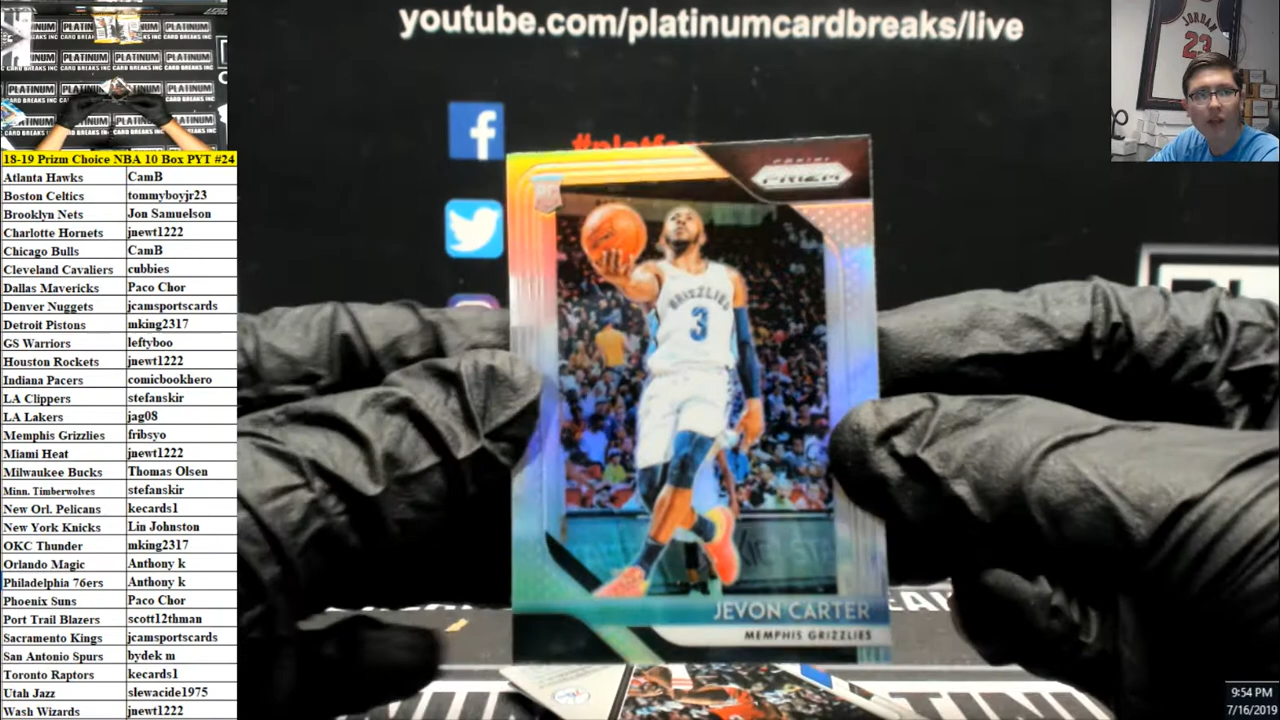 youtube.com/platinumcardbreaks/live
JORDAN
23
PLATINUM
CARD BREAKS INC
18-19 Prizm Choice NBA 10 Box PYT #24
Atlanta Hawks CamB
Boston Celtics tommyboyjr23
Brooklyn Nets Jon Samuelson
Charlotte Hornets jnewt1222
Chicago Bulls CamB
Cleveland Cavaliers cubbies
Dallas Mavericks Paco Chor
Denver Nuggets jcamsportscards
Detroit Pistons mking2317
GS Warriors leftyboo
Houston Rockets jnewt1222
Indiana Pacers comicbookhero
LA Clippers stefanskir
LA Lakers jag08
Memphis Grizzlies fribsyo
Miami Heat jnewt1222
Milwaukee Bucks Thomas Olsen
Minn. Timberwolves stefanskir
New Orl. Pelicans kecards1
New York Knicks Lin Johnston
OKC Thunder mking2317
Orlando Magic Anthony k
Philadelphia 76ers Anthony k
Phoenix Suns Paco Chor
Port Trail Blazers scott12thman
Sacramento Kings jcamsportscards
San Antonio Spurs bydek m
Toronto Raptors kecards1
Utah Jazz slewacide1975
Wash Wizards jnewt1222
PANINI
PRIZM
RC
GRIZZLIES
3
JEVON CARTER
MEMPHIS GRIZZLIES
9:54 PM
7/16/2019